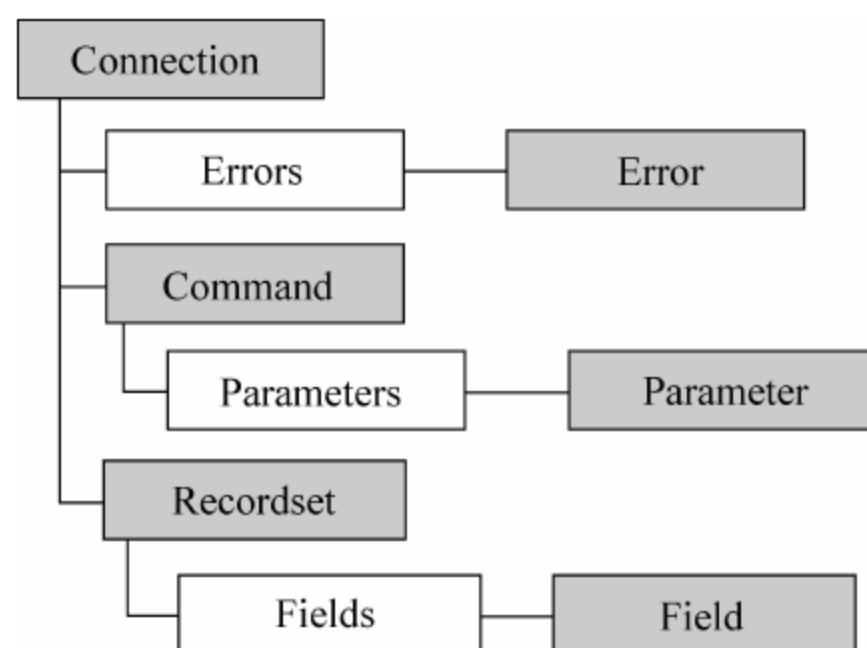 Connection
Errors
Error
Command
Parameters
Parameter
Recordset
Fields
Field